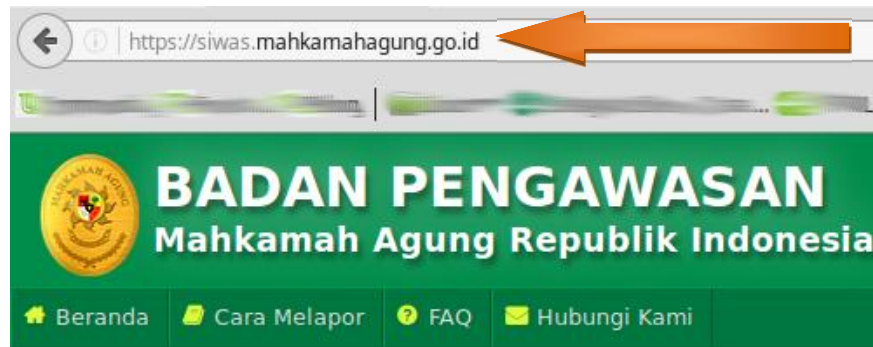 https://siwas.mahkamahagung.go.id
BADAN PENGAWASAN
Mahkamah Agung Republik Indonesia
Beranda Cara Melapor FAQ Hubungi Kami